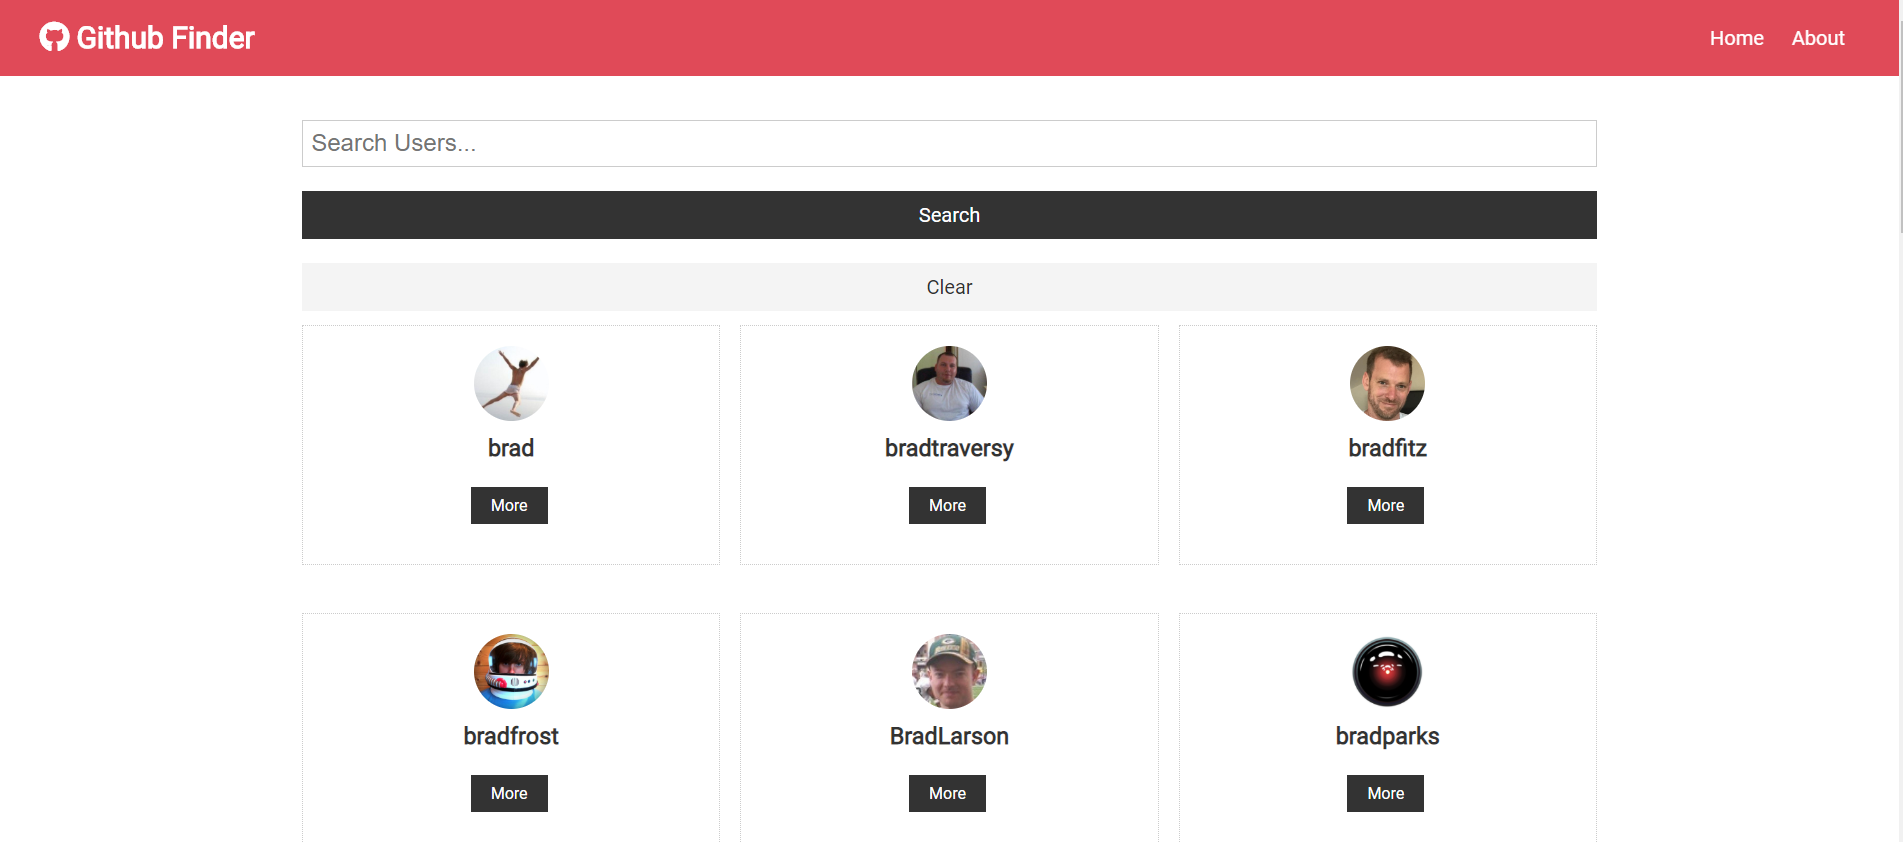 Github Finder
Home About
Search Users...
Search
Clear
brad
bradtraversy
bradfitz
More
More
More
bradfrost
BradLarson
bradparks
More
More
More